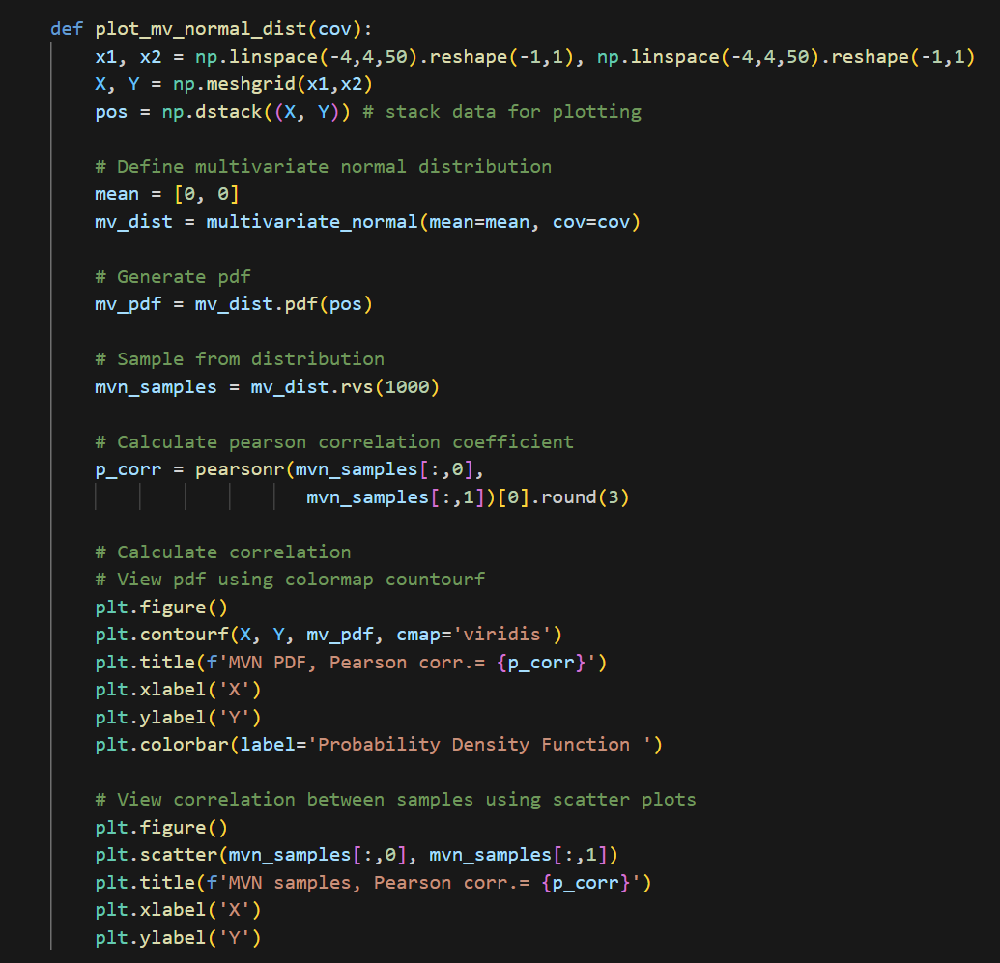 def plot_mv_normal_dist(cov):
    x1, x2 = np.linspace(-4,4,50).reshape(-1,1), np.linspace(-4,4,50).reshape(-1,1)
    X, Y = np.meshgrid(x1,x2)
    pos = np.dstack((X, Y)) # stack data for plotting

    # Define multivariate normal distribution
    mean = [0, 0]
    mv_dist = multivariate_normal(mean=mean, cov=cov)

    # Generate pdf
    mv_pdf = mv_dist.pdf(pos)

    # Sample from distribution
    mvn_samples = mv_dist.rvs(1000)

    # Calculate pearson correlation coefficient
    p_corr = pearsonr(mvn_samples[:,0],
                       mvn_samples[:,1])[0].round(3)

    # Calculate correlation
    # View pdf using colormap countourf
    plt.figure()
    plt.contourf(X, Y, mv_pdf, cmap='viridis')
    plt.title(f'MVN PDF, Pearson corr.= {p_corr}')
    plt.xlabel('X')
    plt.ylabel('Y')
    plt.colorbar(label='Probability Density Function ')

    # View correlation between samples using scatter plots
    plt.figure()
    plt.scatter(mvn_samples[:,0], mvn_samples[:,1])
    plt.title(f'MVN samples, Pearson corr.= {p_corr}')
    plt.xlabel('X')
    plt.ylabel('Y')